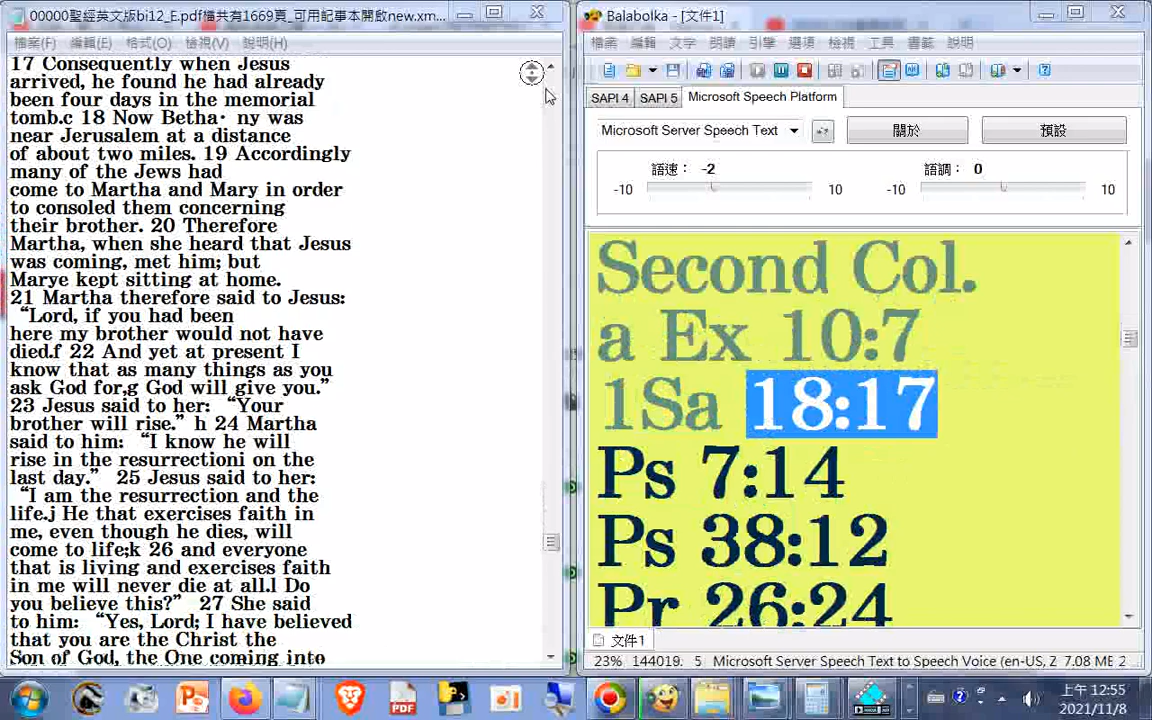 00000聖經英文版bi12_E.pdf檔共有1669頁_可用記事本開啟new.xm...
檔案(F) 編輯(E) 格式(O) 檢視(V) 說明(H)
17 Consequently when Jesus
arrived, he found he had already
been four days in the memorial
tomb.c 18 Now Betha· ny was
near Jerusalem at a distance
of about two miles. 19 Accordingly
many of the Jews had
come to Martha and Mary in order
to consoled them concerning
their brother. 20 Therefore
Martha, when she heard that Jesus
was coming, met him; but
Marye kept sitting at home.
21 Martha therefore said to Jesus:
“Lord, if you had been
here my brother would not have
died.f 22 And yet at present I
know that as many things as you
ask God for,g God will give you.”
23 Jesus said to her: “Your
brother will rise.” h 24 Martha
said to him: “I know he will
rise in the resurrectioni on the
last day.” 25 Jesus said to her:
“I am the resurrection and the
life.j He that exercises faith in
me, even though he dies, will
come to life;k 26 and everyone
that is living and exercises faith
in me will never die at all.l Do
you believe this?” 27 She said
to him: “Yes, Lord; I have believed
that you are the Christ the
Son of God, the One coming into
Balabolka - [文件1]
檔案 編輯 文字 朗讀 引擎 選項 檢視 工具 書籤 說明
SAPI 4 SAPI 5 Microsoft Speech Platform
Microsoft Server Speech Text 關於 預設
語速： -2 語調： 0
-10 10 -10 10
Second Col.
a Ex 10:7
1Sa 18:17
Ps 7:14
Ps 38:12
Pr 26:24
文件1
23% 144019. 5 Microsoft Server Speech Text to Speech Voice (en-US, Z 7.08 ME 2
PDF
上午 12:55
2021/11/8